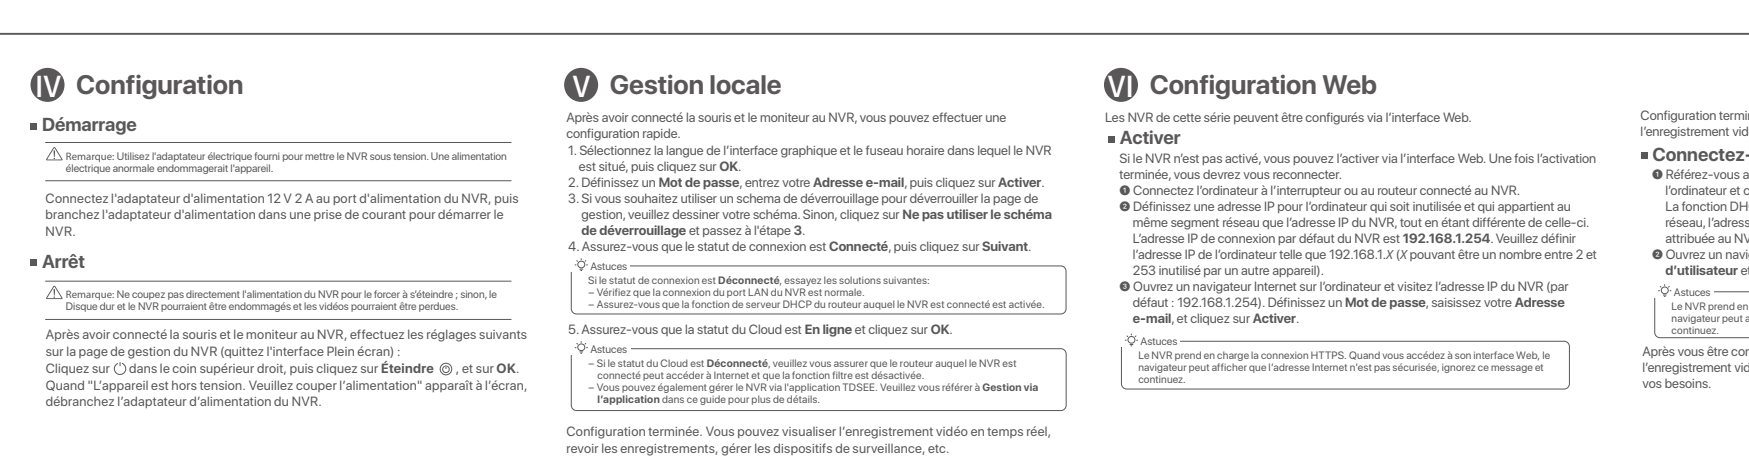 IV Configuration
Démarrage
Remarque: Utilisez l'adaptateur électrique fourni pour mettre le NVR sous tension. Une alimentation
électrique anormale endommagerait l'appareil.
Connectez l'adaptateur d'alimentation 12 V 2 A au port d'alimentation du NVR, puis
branchez l'adaptateur d'alimentation dans une prise de courant pour démarrer le
NVR.
Arrêt
Remarque: Ne coupez pas directement l'alimentation du NVR pour le forcer à s'éteindre ; sinon, le
Disque dur et le NVR pourraient être endommagés et les vidéos pourraient être perdues.
Après avoir connecté la souris et le moniteur au NVR, effectuez les réglages suivants
sur la page de gestion du NVR (quittez l'interface Plein écran) :
Cliquez sur dans le coin supérieur droit, puis cliquez sur Éteindre , et sur OK.
Quand "L'appareil est hors tension. Veuillez couper l'alimentation" apparaît à l'écran,
débranchez l'adaptateur d'alimentation du NVR.
V Gestion locale
Après avoir connecté la souris et le moniteur au NVR, vous pouvez effectuer une
configuration rapide.
1. Sélectionnez la langue de l'interface graphique et le fuseau horaire dans lequel le NVR
est situé, puis cliquez sur OK.
2. Définissez un Mot de passe, entrez votre Adresse e-mail, puis cliquez sur Activer.
3. Si vous souhaitez utiliser un schema de déverrouillage pour déverrouiller la page de
gestion, veuillez dessiner votre schéma. Sinon, cliquez sur Ne pas utiliser le schéma
de déverrouillage et passez à l'étape 3.
4. Assurez-vous que le statut de connexion est Connecté, puis cliquez sur Suivant.
Astuces
Si le statut de connexion est Déconnecté, essayez les solutions suivantes:
– Vérifiez que la connexion du port LAN du NVR est normale.
– Assurez-vous que la fonction de serveur DHCP du routeur auquel le NVR est connecté est activée.
5. Assurez-vous que la statut du Cloud est En ligne et cliquez sur OK.
Astuces
– Si le statut du Cloud est Déconnecté, veuillez vous assurer que le routeur auquel le NVR est
connecté peut accéder à Internet et que la fonction filtre est désactivée.
– Vous pouvez également gérer le NVR via l'application TDSEE. Veuillez vous référer à Gestion via
l'application dans ce guide pour plus de détails.
Configuration terminée. Vous pouvez visualiser l'enregistrement vidéo en temps réel,
revoir les enregistrements, gérer les dispositifs de surveillance, etc.
VI Configuration Web
Les NVR de cette série peuvent être configurés via l'interface Web.
Activer
Si le NVR n'est pas activé, vous pouvez l'activer via l'interface Web. Une fois l'activation
terminée, vous devrez vous reconnecter.
❶ Connectez l'ordinateur à l'interrupteur ou au routeur connecté au NVR.
❷ Définissez une adresse IP pour l'ordinateur qui soit inutilisée et qui appartient au
même segment réseau que l'adresse IP du NVR, tout en étant différente de celle-ci.
L'adresse IP de connexion par défaut du NVR est 192.168.1.254. Veuillez définir
l'adresse IP de l'ordinateur telle que 192.168.1.X (X pouvant être un nombre entre 2 et
253 inutilisé par un autre appareil).
❸ Ouvrez un navigateur Internet sur l'ordinateur et visitez l'adresse IP du NVR (par
défaut : 192.168.1.254). Définissez un Mot de passe, saisissez votre Adresse
e-mail, et cliquez sur Activer.
Astuces
Le NVR prend en charge la connexion HTTPS. Quand vous accédez à son interface Web, le
navigateur peut afficher que l'adresse Internet n'est pas sécurisée, ignorez ce message et
continuez.
Configuration termi
l'enregistrement vid
Connectez-
❶ Référez-vous a
l'ordinateur et c
La fonction DH
réseau, l'adress
attribuée au NV
❷ Ouvrez un navi
d'utilisateur e
Astuces
Le NVR prend en
navigateur peut a
continuez.
Après vous être co
l'enregistrement vid
vos besoins.